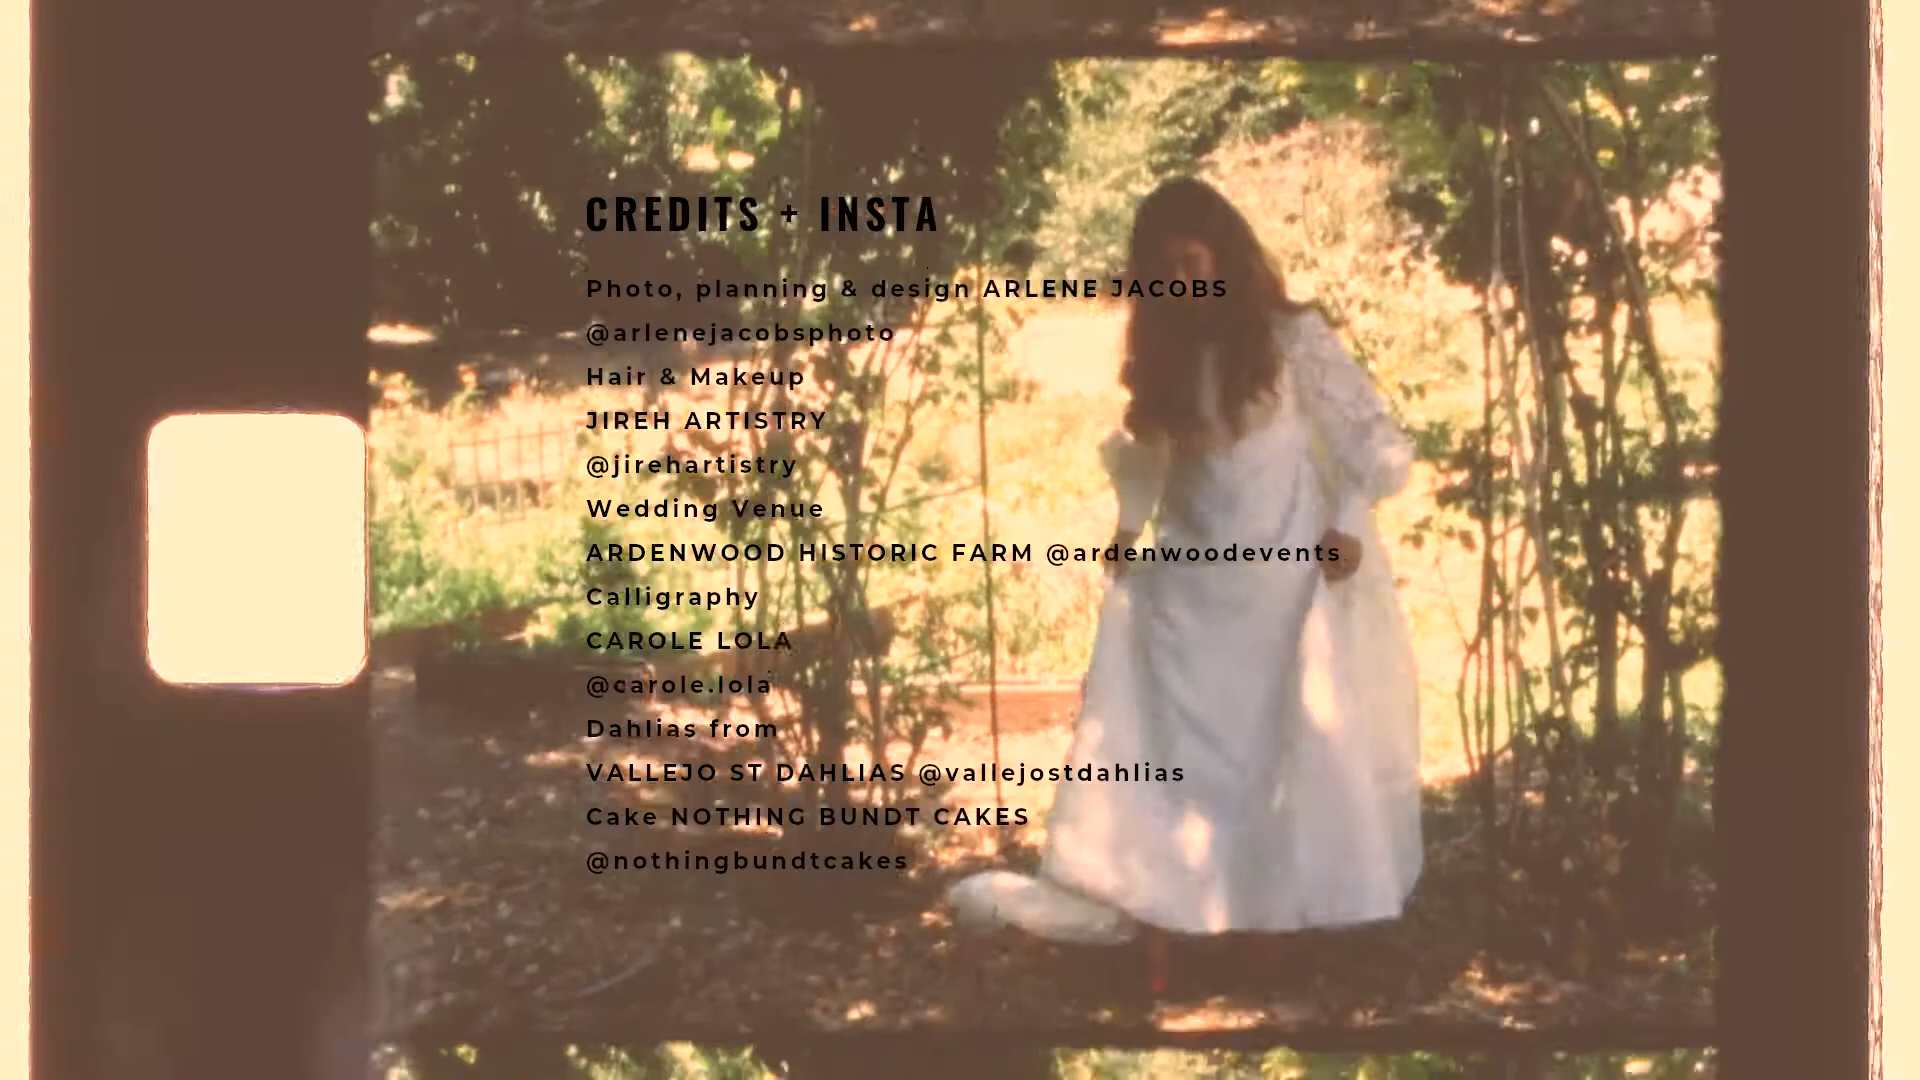 CREDITS + INSTA
Photo, planning & design ARLENE JACOBS
@arlenejacobsphoto
Hair & Makeup
JIREH ARTISTRY
@jirehartistry
Wedding Venue
ARDENWOOD HISTORIC FARM @ardenwoodevents
Calligraphy
CAROLE LOLA
@carole.lola
Dahlias from
VALLEJO ST DAHLIAS @vallejostdahlias
Cake NOTHING BUNDT CAKES
@nothingbundtcakes